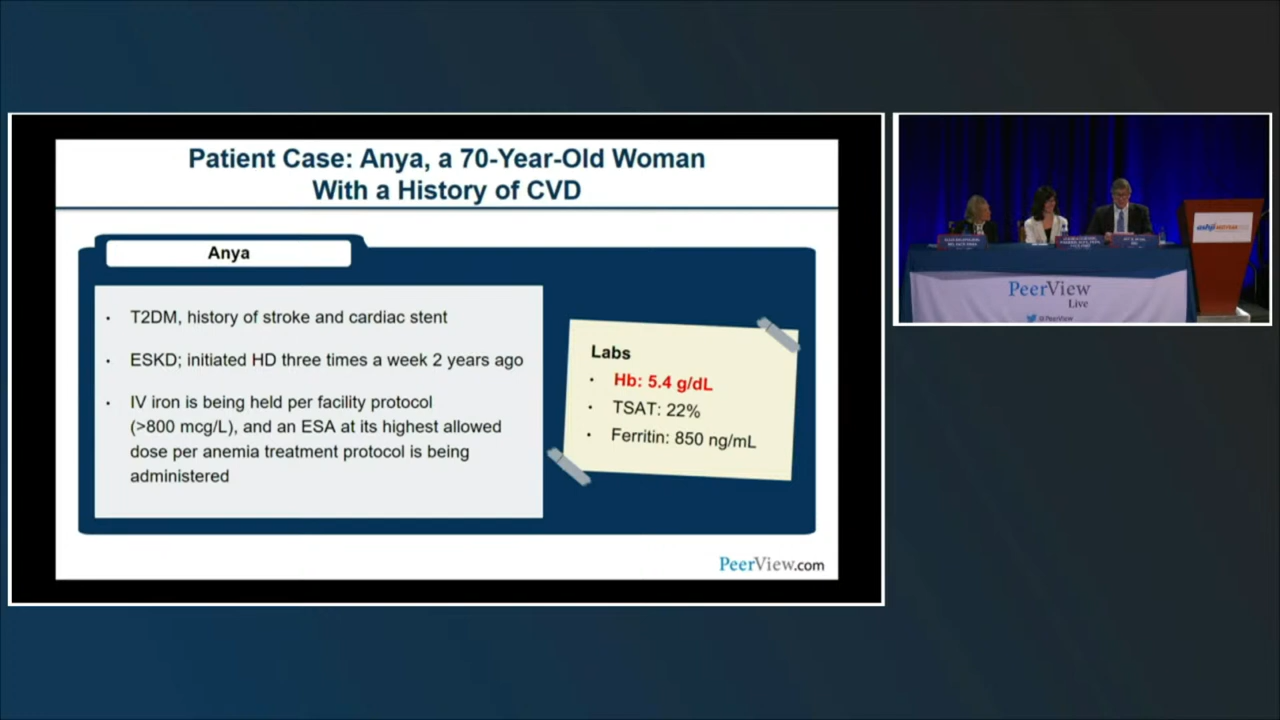 Patient Case: Anya, a 70-Year-Old Woman
With a History of CVD
Anya
· T2DM, history of stroke and cardiac stent
· ESKD; initiated HD three times a week 2 years ago
· IV iron is being held per facility protocol
(>800 mcg/L), and an ESA at its highest allowed
dose per anemia treatment protocol is being
administered
Labs
· Hb: 5.4 g/dL
· TSAT: 22%
· Ferritin: 850 ng/mL
PeerView.com
PeerView
Live
@PeerView
ashp